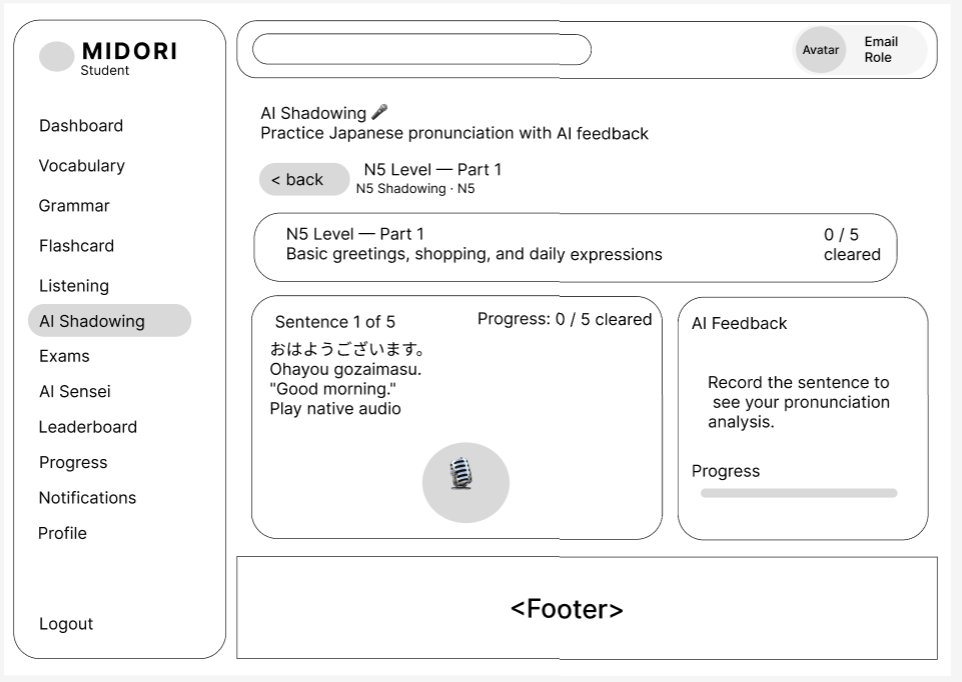 MIDORI
Student
Dashboard
Vocabulary
Grammar
Flashcard
Listening
AI Shadowing
Exams
AI Sensei
Leaderboard
Progress
Notifications
Profile
Logout
Avatar
Email
Role
AI Shadowing 🎤
Practice Japanese pronunciation with AI feedback
< back
N5 Level — Part 1
N5 Shadowing · N5
N5 Level — Part 1
Basic greetings, shopping, and daily expressions
0 / 5
cleared
Sentence 1 of 5
Progress: 0 / 5 cleared
おはようございます。
Ohayou gozaimasu.
"Good morning."
Play native audio
AI Feedback
Record the sentence to
see your pronunciation
analysis.
Progress
<Footer>